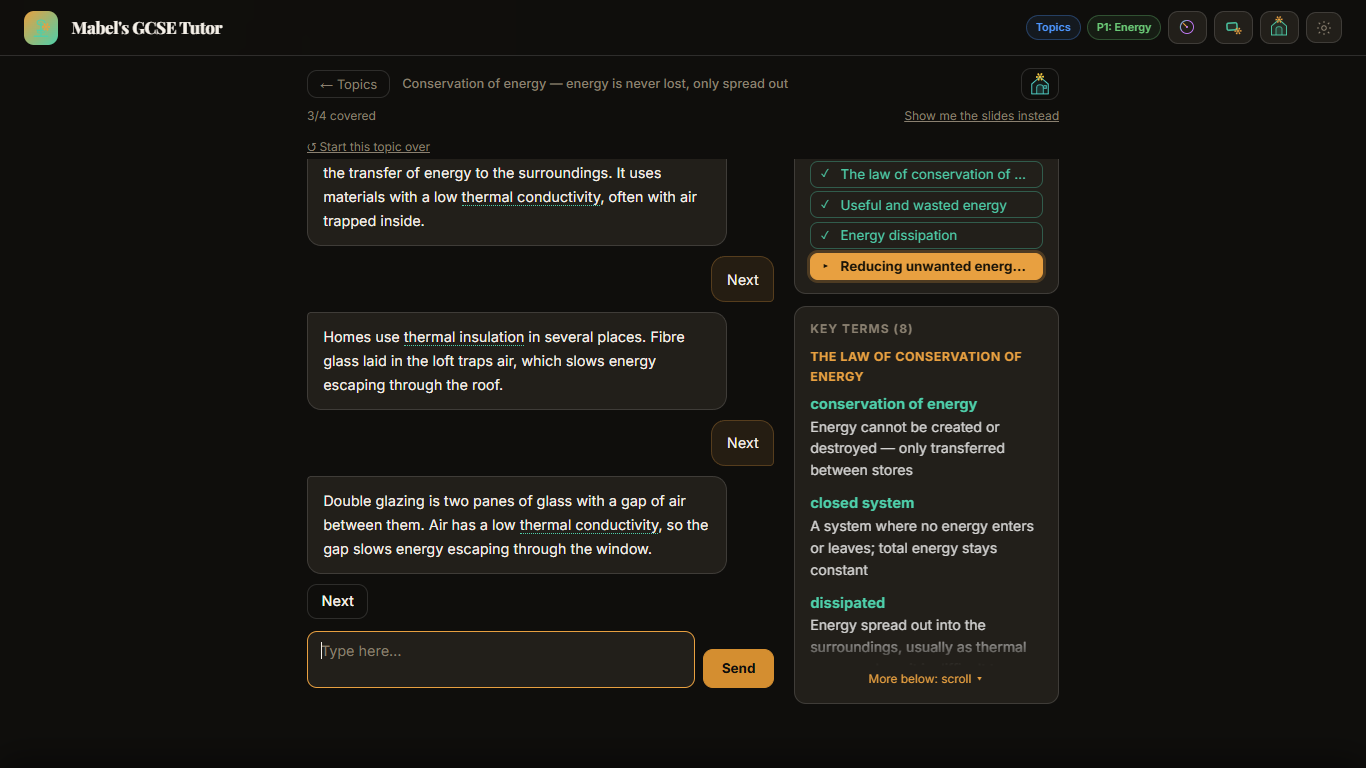 Mabel's GCSE Tutor
Topics
P1: Energy
← Topics
Conservation of energy — energy is never lost, only spread out
3/4 covered
Show me the slides instead
↺ Start this topic over
the transfer of energy to the surroundings. It uses
materials with a low thermal conductivity, often with air
trapped inside.
Next
Homes use thermal insulation in several places. Fibre
glass laid in the loft traps air, which slows energy
escaping through the roof.
Next
Double glazing is two panes of glass with a gap of air
between them. Air has a low thermal conductivity, so the
gap slows energy escaping through the window.
Next
Type here...
Send
✓ The law of conservation of ...
✓ Useful and wasted energy
✓ Energy dissipation
▸ Reducing unwanted energ...
KEY TERMS (8)
THE LAW OF CONSERVATION OF
ENERGY
conservation of energy
Energy cannot be created or
destroyed — only transferred
between stores
closed system
A system where no energy enters
or leaves; total energy stays
constant
dissipated
Energy spread out into the
surroundings, usually as thermal
More below: scroll ▾